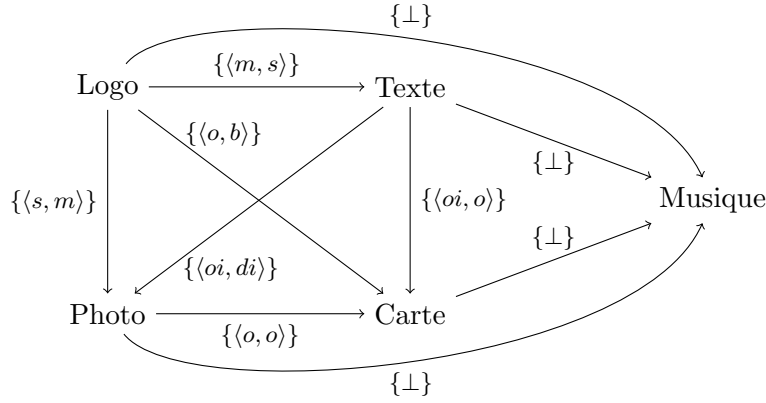 {⊥}
{⟨m, s⟩}
Logo
Texte
{⟨o, b⟩}
{⊥}
{⟨s, m⟩}
{⟨oi, o⟩}
Musique
{⊥}
{⟨oi, di⟩}
Photo
Carte
{⟨o, o⟩}
{⊥}